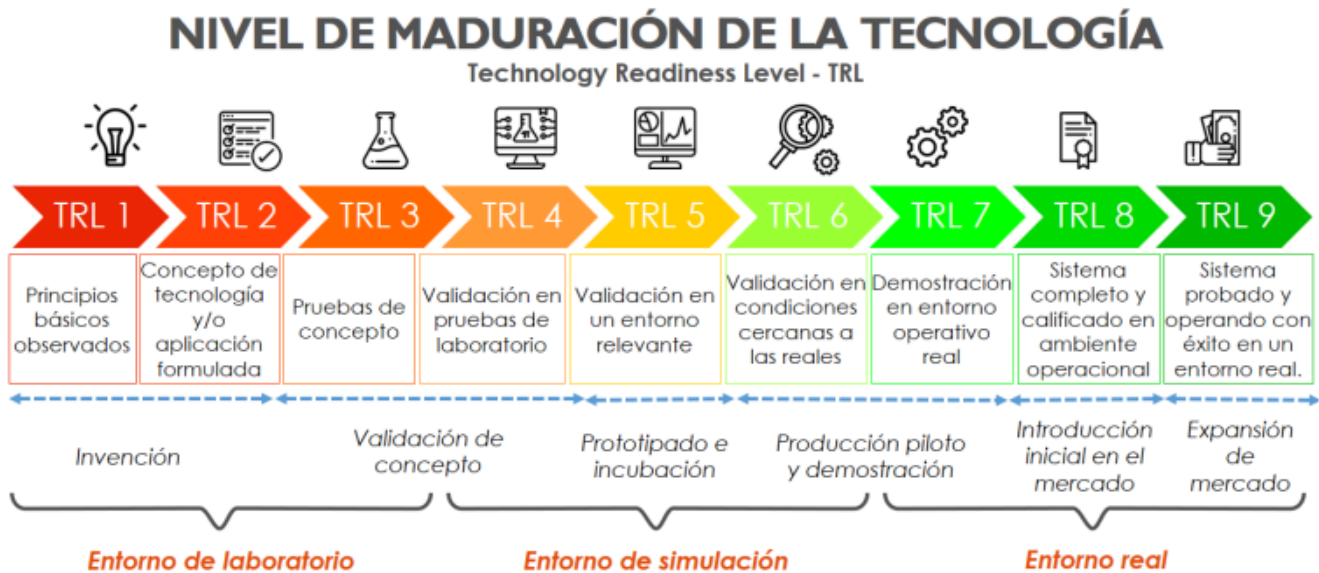 NIVEL DE MADURACIÓN DE LA TECNOLOGÍA
Technology Readiness Level - TRL
TRL 1
TRL 2
TRL 3
TRL 4
TRL 5
TRL 6
TRL 7
TRL 8
TRL 9
Principios
básicos
observados
Concepto de
tecnología
y/o
aplicación
formulada
Pruebas de
concepto
Validación en
pruebas de
laboratorio
Validación en
un entorno
relevante
Validación en
condiciones
cercanas a
las reales
Demostración
en entorno
operativo
real
Sistema
completo y
calificado en
ambiente
operacional
Sistema
probado y
operando con
éxito en un
entorno real.
Invención
Validación de
concepto
Prototipado e
incubación
Producción piloto
y demostración
Introducción
inicial en el
mercado
Expansión
de
mercado
Entorno de laboratorio
Entorno de simulación
Entorno real